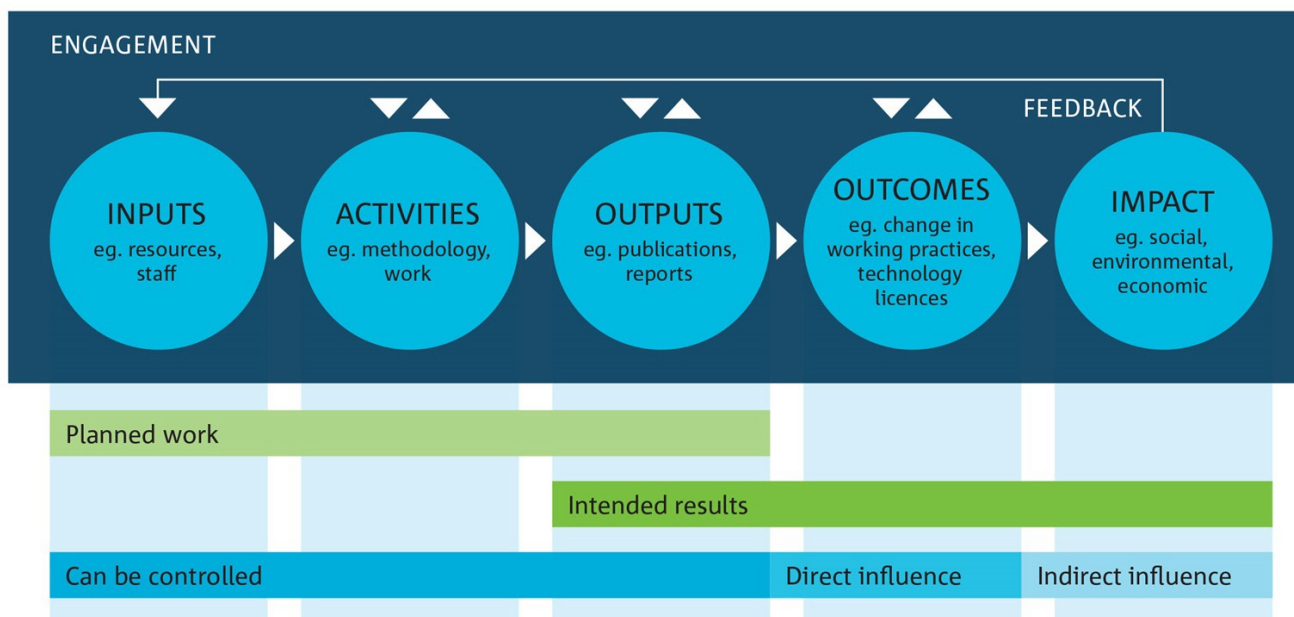 ENGAGEMENT
FEEDBACK
INPUTS
eg. resources,
staff
ACTIVITIES
eg. methodology,
work
OUTPUTS
eg. publications,
reports
OUTCOMES
eg. change in
working practices,
technology
licences
IMPACT
eg. social,
environmental,
economic
Planned work
Intended results
Can be controlled
Direct influence
Indirect influence